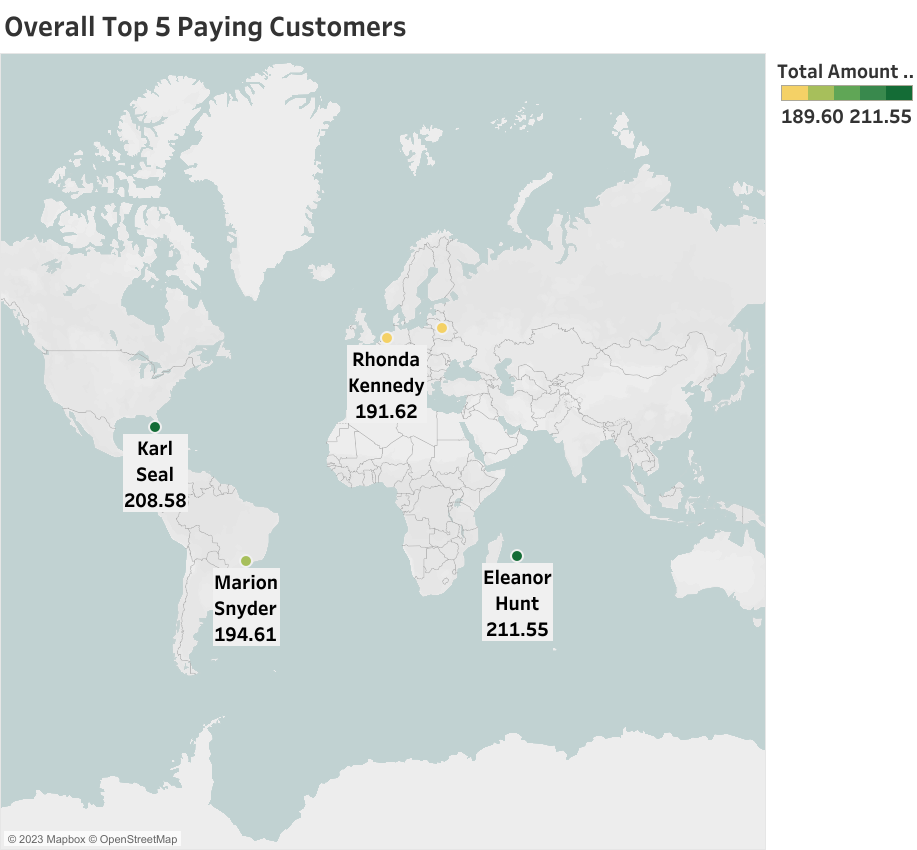 Overall Top 5 Paying Customers
Total Amount ..
189.60 211.55
Rhonda
Kennedy
191.62
Karl
Seal
208.58
Marion
Snyder
194.61
Eleanor
Hunt
211.55
© 2023 Mapbox © OpenStreetMap